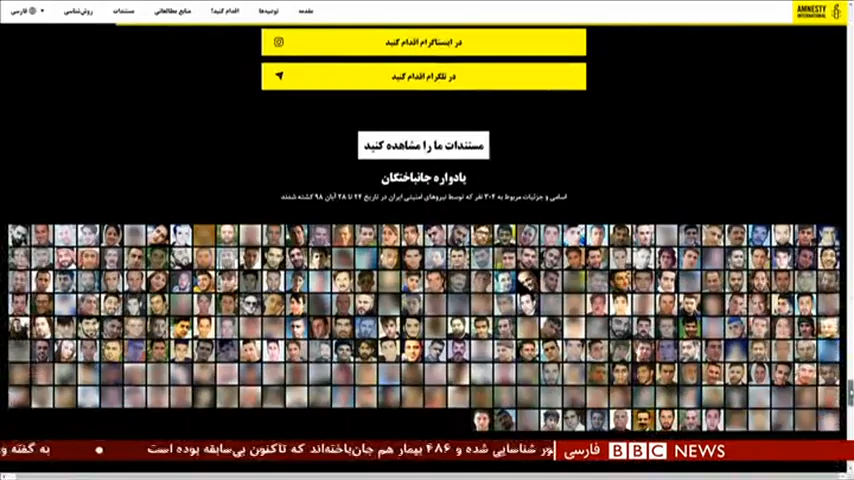 AMNESTY
INTERNATIONAL
مقدمه توصیه‌ها اقدام کنید! منابع مطالعاتی مستندات روش‌شناسی فارسی
در اینستاگرام اقدام کنید
در تلگرام اقدام کنید
مستندات ما را مشاهده کنید
یادواره جانباختگان
اسامی و جزئیات مربوط به ۳۰۴ نفر که توسط نیروهای امنیتی ایران در تاریخ ۲۴ تا ۲۸ آبان ۹۸ کشته شدند
BBC NEWS فارسی
ور شناسایی شده و ۴۸۶ بیمار هم جان‌باخته‌اند که تاکنون بی‌سابقه بوده است • به گفته و